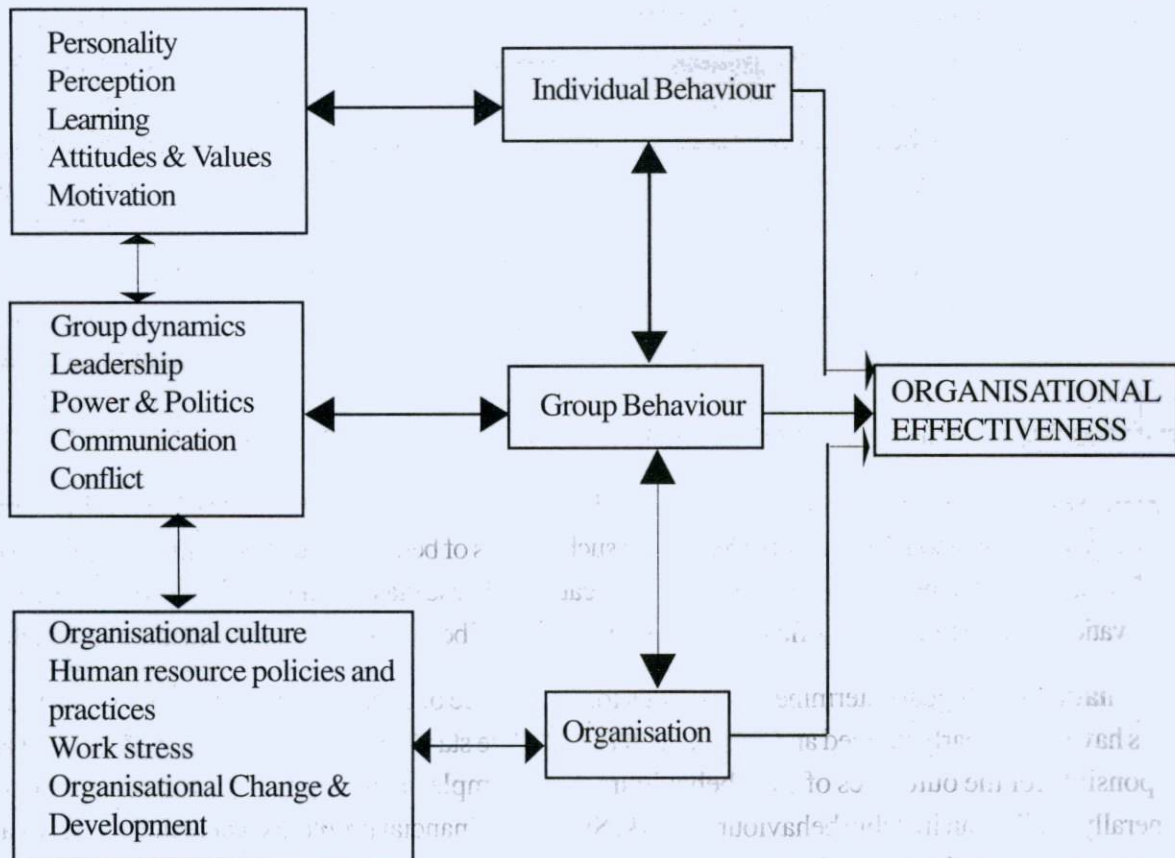 Personality
Perception
Learning
Attitudes & Values
Motivation
Individual Behaviour
Group dynamics
Leadership
Power & Politics
Communication
Conflict
Group Behaviour
ORGANISATIONAL
EFFECTIVENESS
Organisational culture
Human resource policies and
practices
Work stress
Organisational Change &
Development
Organisation